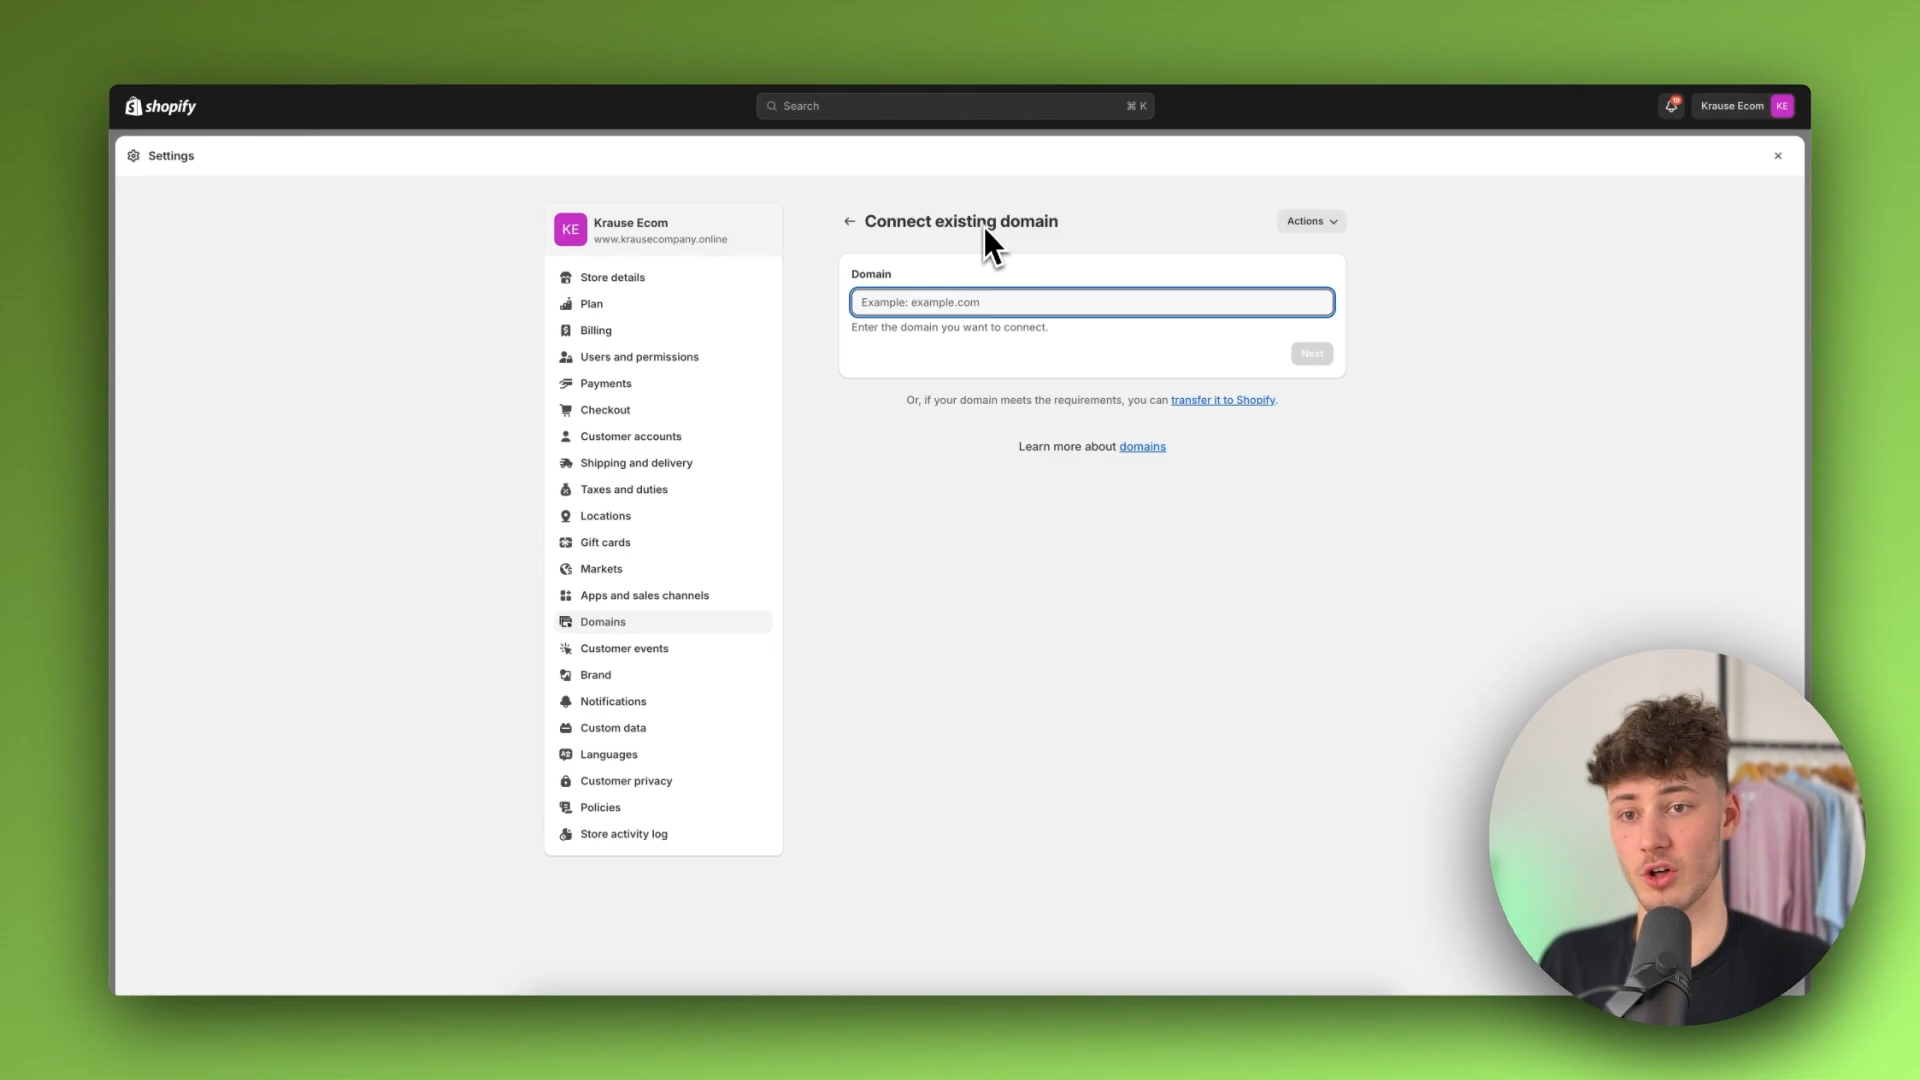 shopify
Search
⌘ K
10
Krause Ecom
KE
Settings
KE
Krause Ecom
www.krausecompany.online
Store details
Plan
Billing
Users and permissions
Payments
Checkout
Customer accounts
Shipping and delivery
Taxes and duties
Locations
Gift cards
Markets
Apps and sales channels
Domains
Customer events
Brand
Notifications
Custom data
Languages
Customer privacy
Policies
Store activity log
Connect existing domain
Actions
Domain
Example: example.com
Enter the domain you want to connect.
Next
Or, if your domain meets the requirements, you can transfer it to Shopify.
Learn more about domains